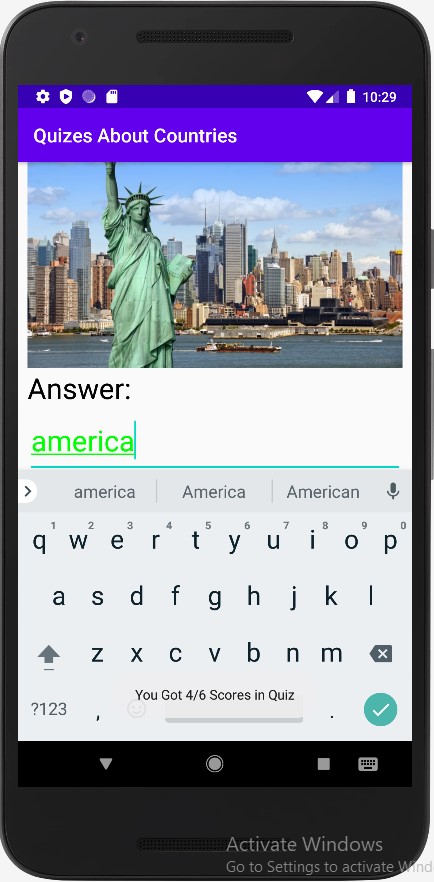 10:29
Quizes About Countries
Answer:
america
america America American
1 2 3 4 5 6 7 8 9 0
q w e r t y u i o p
a s d f g h j k l
z x c v b n m
You Got 4/6 Scores in Quiz
?123 , .
Activate Windows
Go to Settings to activate Wind